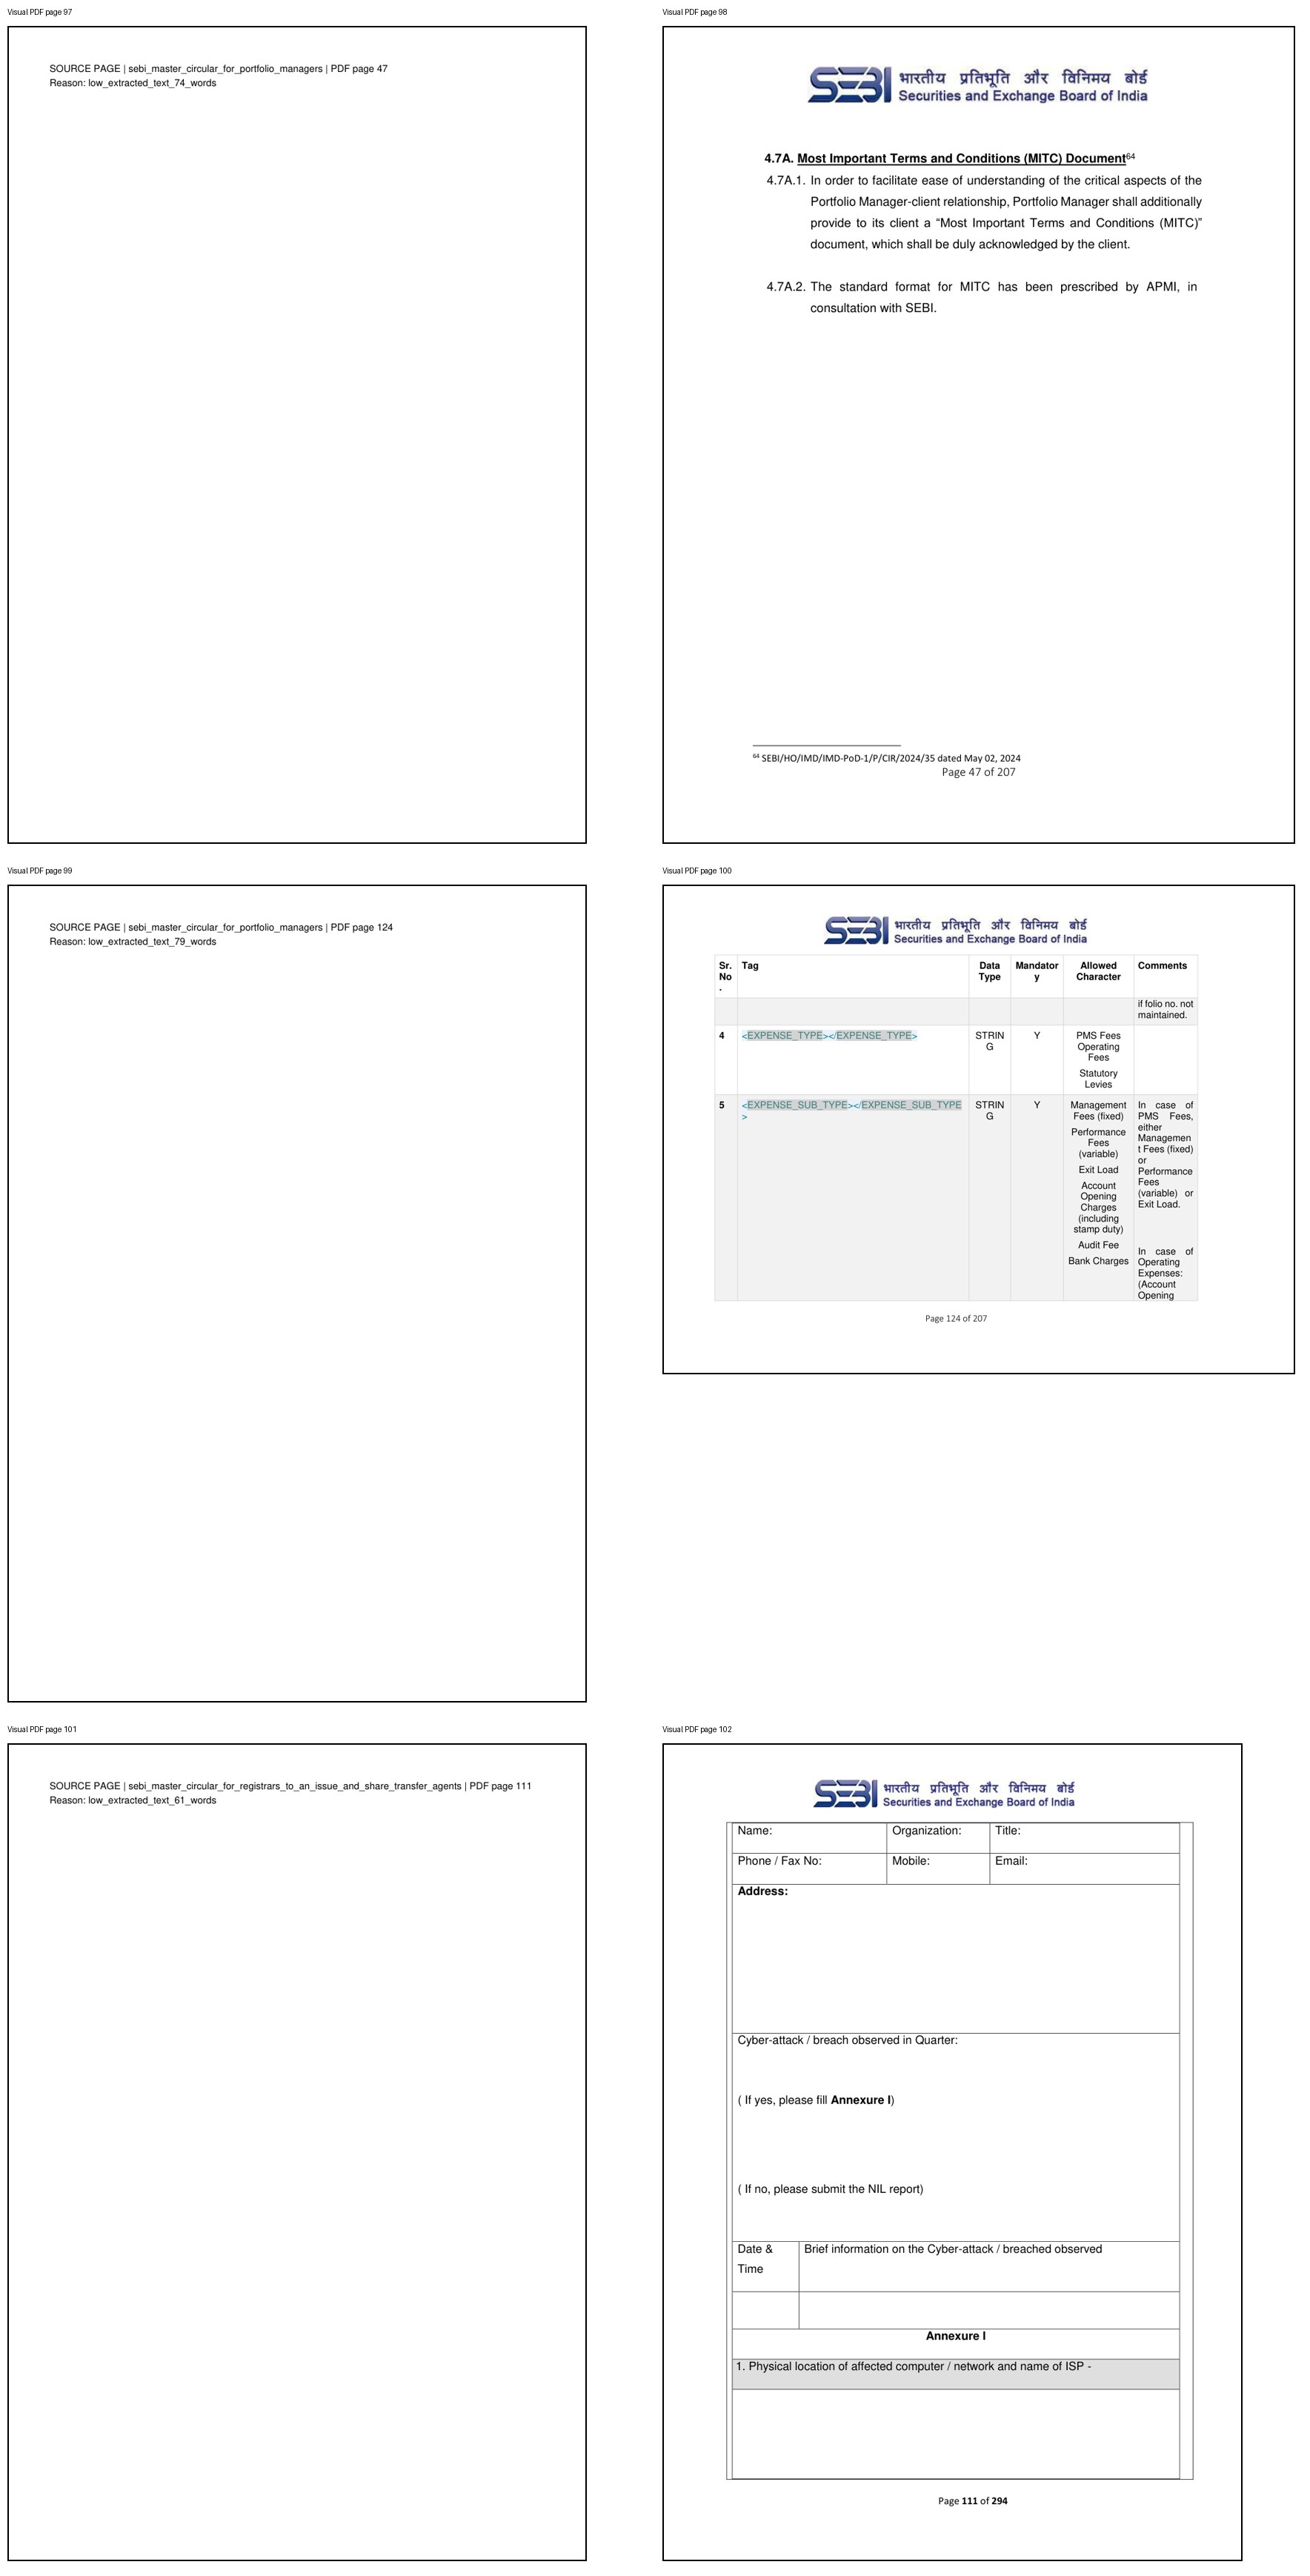 Visual PDF page 97
SOURCE PAGE | sebi_master_circular_for_portfolio_managers | PDF page 47
Reason: low_extracted_text_74_words
Visual PDF page 98
SEBI भारतीय प्रतिभूति और विनिमय बोर्ड
Securities and Exchange Board of India
4.7A. Most Important Terms and Conditions (MITC) Document64
4.7A.1. In order to facilitate ease of understanding of the critical aspects of the
Portfolio Manager-client relationship, Portfolio Manager shall additionally
provide to its client a “Most Important Terms and Conditions (MITC)”
document, which shall be duly acknowledged by the client.
4.7A.2. The standard format for MITC has been prescribed by APMI, in
consultation with SEBI.
64 SEBI/HO/IMD/IMD-PoD-1/P/CIR/2024/35 dated May 02, 2024
Page 47 of 207
Visual PDF page 99
SOURCE PAGE | sebi_master_circular_for_portfolio_managers | PDF page 124
Reason: low_extracted_text_79_words
Visual PDF page 100
SEBI भारतीय प्रतिभूति और विनिमय बोर्ड
Securities and Exchange Board of India
Sr. Tag Data Mandator Allowed Comments
No Type y Character
.
if folio no. not
maintained.
4 <EXPENSE_TYPE></EXPENSE_TYPE> STRIN Y PMS Fees
G Operating
Fees
Statutory
Levies
5 <EXPENSE_SUB_TYPE></EXPENSE_SUB_TYPE STRIN Y Management In case of
> G Fees (fixed) PMS Fees,
Performance either
Fees Managemen
(variable) t Fees (fixed)
Exit Load or
Account Performance
Opening Fees
Charges (variable) or
(including Exit Load.
stamp duty)
Audit Fee In case of
Bank Charges Operating
Expenses:
(Account
Opening
Page 124 of 207
Visual PDF page 101
SOURCE PAGE | sebi_master_circular_for_registrars_to_an_issue_and_share_transfer_agents | PDF page 111
Reason: low_extracted_text_61_words
Visual PDF page 102
SEBI भारतीय प्रतिभूति और विनिमय बोर्ड
Securities and Exchange Board of India
Name: Organization: Title:
Phone / Fax No: Mobile: Email:
Address:
Cyber-attack / breach observed in Quarter:
( If yes, please fill Annexure I)
( If no, please submit the NIL report)
Date & Brief information on the Cyber-attack / breached observed
Time
Annexure I
1. Physical location of affected computer / network and name of ISP -
Page 111 of 294